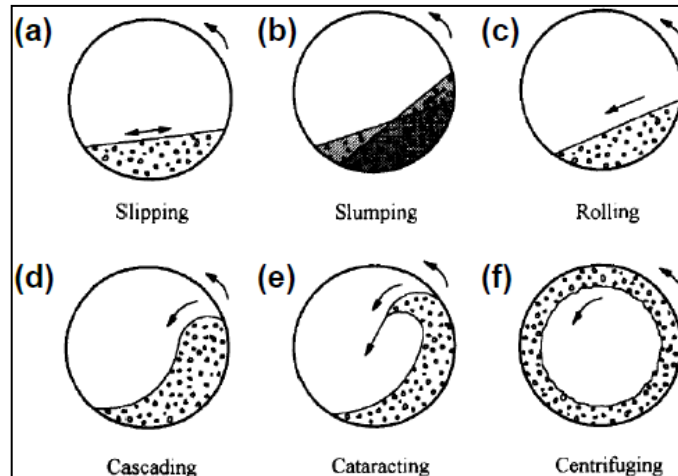 (a) (b) (c)
Slipping Slumping Rolling
(d) (e) (f)
Cascading Cataracting Centrifuging